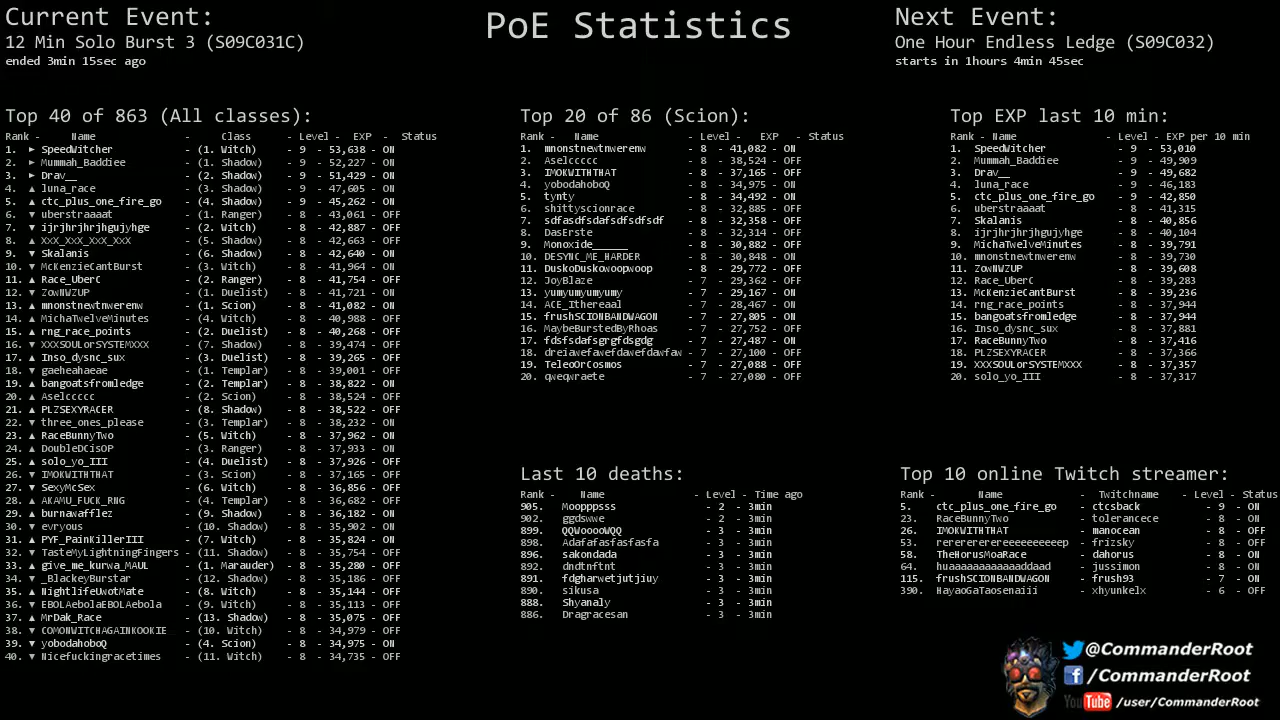 Current Event:
12 Min Solo Burst 3 (S09C031C)
ended 3min 15sec ago
PoE Statistics
Next Event:
One Hour Endless Ledge (S09C032)
starts in 1hours 4min 45sec
Top 40 of 863 (All classes):
Rank - Name - Class - Level - EXP - Status
1. ► SpeedWitcher - (1. Witch) - 9 - 53,638 - ON
2. ► Mummah_Baddiee - (1. Shadow) - 9 - 52,227 - ON
3. ► Drav__ - (2. Shadow) - 9 - 51,429 - ON
4. ▲ luna_race - (3. Shadow) - 9 - 47,605 - ON
5. ▲ ctc_plus_one_fire_go - (4. Shadow) - 9 - 45,262 - ON
6. ▼ uberstraaaat - (1. Ranger) - 8 - 43,061 - OFF
7. ▼ ijrjhrjhrjhgujyhge - (2. Witch) - 8 - 42,887 - OFF
8. ▲ XXX_XXX_XXX_XXX - (5. Shadow) - 8 - 42,663 - OFF
9. ▼ Skalanis - (6. Shadow) - 8 - 42,640 - ON
10. ▼ McKenzieCantBurst - (3. Witch) - 8 - 41,964 - ON
11. ▲ Race_UberC - (2. Ranger) - 8 - 41,754 - OFF
12. ▼ ZowNWZUP - (1. Duelist) - 8 - 41,721 - ON
13. ▲ mnonstnewtnwerenw - (1. Scion) - 8 - 41,082 - ON
14. ▼ MichaTwelveMinutes - (4. Witch) - 8 - 40,988 - OFF
15. ▲ rng_race_points - (2. Duelist) - 8 - 40,268 - OFF
16. ▼ XXXSOULorSYSTEMXXX - (7. Shadow) - 8 - 39,474 - OFF
17. ▲ Inso_dysnc_sux - (3. Duelist) - 8 - 39,265 - OFF
18. ▼ gaeheahaeae - (1. Templar) - 8 - 39,001 - OFF
19. ▲ bangoatsfromledge - (2. Templar) - 8 - 38,822 - ON
20. ▲ Aselccccc - (2. Scion) - 8 - 38,524 - OFF
21. ▲ PLZSEXYRACER - (8. Shadow) - 8 - 38,522 - OFF
22. ▼ three_ones_please - (3. Templar) - 8 - 38,232 - ON
23. ▲ RaceBunnyTwo - (5. Witch) - 8 - 37,962 - ON
24. ▲ DoubleDCisOP - (3. Ranger) - 8 - 37,933 - ON
25. ▲ solo_yo_III - (4. Duelist) - 8 - 37,926 - OFF
26. ▼ IMOKWITHTHAT - (3. Scion) - 8 - 37,165 - OFF
27. ▼ SexyMcSex - (6. Witch) - 8 - 36,856 - OFF
28. ▲ AKAMU_FUCK_RNG - (4. Templar) - 8 - 36,682 - OFF
29. ▲ burnawafflez - (9. Shadow) - 8 - 36,182 - ON
30. ▼ evryous - (10. Shadow) - 8 - 35,902 - ON
31. ▲ PYF_PainKillerIII - (7. Witch) - 8 - 35,824 - ON
32. ▼ TasteMyLightningFingers - (11. Shadow) - 8 - 35,754 - OFF
33. ▲ give_me_kurwa_MAUL - (1. Marauder) - 8 - 35,280 - OFF
34. ▼ _BlackeyBurstar - (12. Shadow) - 8 - 35,186 - OFF
35. ▲ NightlifeUwotMate - (8. Witch) - 8 - 35,144 - OFF
36. ▼ EBOLAebolaEBOLAebola - (9. Witch) - 8 - 35,113 - OFF
37. ▲ MrDak_Race - (13. Shadow) - 8 - 35,075 - OFF
38. ▼ COMONWITCHAGAINKOOKIE - (10. Witch) - 8 - 34,979 - OFF
39. ▼ yobodahoboQ - (4. Scion) - 8 - 34,975 - ON
40. ▼ Nicefuckingracetimes - (11. Witch) - 8 - 34,735 - OFF
Top 20 of 86 (Scion):
Rank - Name - Level - EXP - Status
1. mnonstnewtnwerenw - 8 - 41,082 - ON
2. Aselccccc - 8 - 38,524 - OFF
3. IMOKWITHTHAT - 8 - 37,165 - OFF
4. yobodahoboQ - 8 - 34,975 - ON
5. tynty - 8 - 34,492 - ON
6. shittyscionrace - 8 - 32,885 - OFF
7. sdfasdfsdafsdfsdfsdf - 8 - 32,358 - OFF
8. DasErste - 8 - 32,314 - OFF
9. Monoxide______ - 8 - 30,882 - OFF
10. DESYNC_ME_HARDER - 8 - 30,848 - ON
11. DuskoDuskowoopwoop - 8 - 29,772 - OFF
12. JoyBlaze - 7 - 29,362 - OFF
13. yumyumyumyumy - 7 - 29,167 - ON
14. ACE_Ithereaal - 7 - 28,467 - ON
15. frushSCIONBANDWAGON - 7 - 27,805 - ON
16. MaybeBurstedByRhoas - 7 - 27,752 - OFF
17. fdsfsdafsgrgfdsgdg - 7 - 27,487 - ON
18. dreiawefawefdawefdawfaw - 7 - 27,100 - OFF
19. TeleoOrCosmos - 7 - 27,088 - OFF
20. qweqwraete - 7 - 27,080 - OFF
Top EXP last 10 min:
Rank - Name - Level - EXP per 10 min
1. SpeedWitcher - 9 - 53,010
2. Mummah_Baddiee - 9 - 49,909
3. Drav__ - 9 - 49,682
4. luna_race - 9 - 46,183
5. ctc_plus_one_fire_go - 9 - 42,850
6. uberstraaaat - 8 - 41,315
7. Skalanis - 8 - 40,856
8. ijrjhrjhrjhgujyhge - 8 - 40,104
9. MichaTwelveMinutes - 8 - 39,791
10. mnonstnewtnwerenw - 8 - 39,730
11. ZowNWZUP - 8 - 39,608
12. Race_UberC - 8 - 39,283
13. McKenzieCantBurst - 8 - 39,236
14. rng_race_points - 8 - 37,944
15. bangoatsfromledge - 8 - 37,944
16. Inso_dysnc_sux - 8 - 37,881
17. RaceBunnyTwo - 8 - 37,416
18. PLZSEXYRACER - 8 - 37,366
19. XXXSOULorSYSTEMXXX - 8 - 37,357
20. solo_yo_III - 8 - 37,317
Last 10 deaths:
Rank - Name - Level - Time ago
905. Moopppsss - 2 - 3min
902. ggdswwe - 2 - 3min
899. QQWooooWQQ - 3 - 3min
898. Adafafasfasfasfa - 3 - 3min
896. sakondada - 3 - 3min
892. dndtnftnt - 3 - 3min
891. fdgharwetjutjiuy - 3 - 3min
890. sikusa - 3 - 3min
888. Shyanaly - 3 - 3min
886. Dragracesan - 3 - 3min
Top 10 online Twitch streamer:
Rank - Name - Twitchname - Level - Status
5. ctc_plus_one_fire_go - ctcsback - 9 - ON
23. RaceBunnyTwo - tolerancece - 8 - ON
26. IMOKWITHTHAT - manocean - 8 - OFF
53. rerererererereeeeeeeeep - frizsky - 8 - OFF
58. TheHorusMoaRace - dahorus - 8 - ON
64. huaaaaaaaaaaaddaad - jussimon - 8 - ON
115. frushSCIONBANDWAGON - frush93 - 7 - ON
390. HayaoGaTaosenaiii - xhyunkelx - 6 - OFF
@CommanderRoot
/CommanderRoot
YouTube /user/CommanderRoot